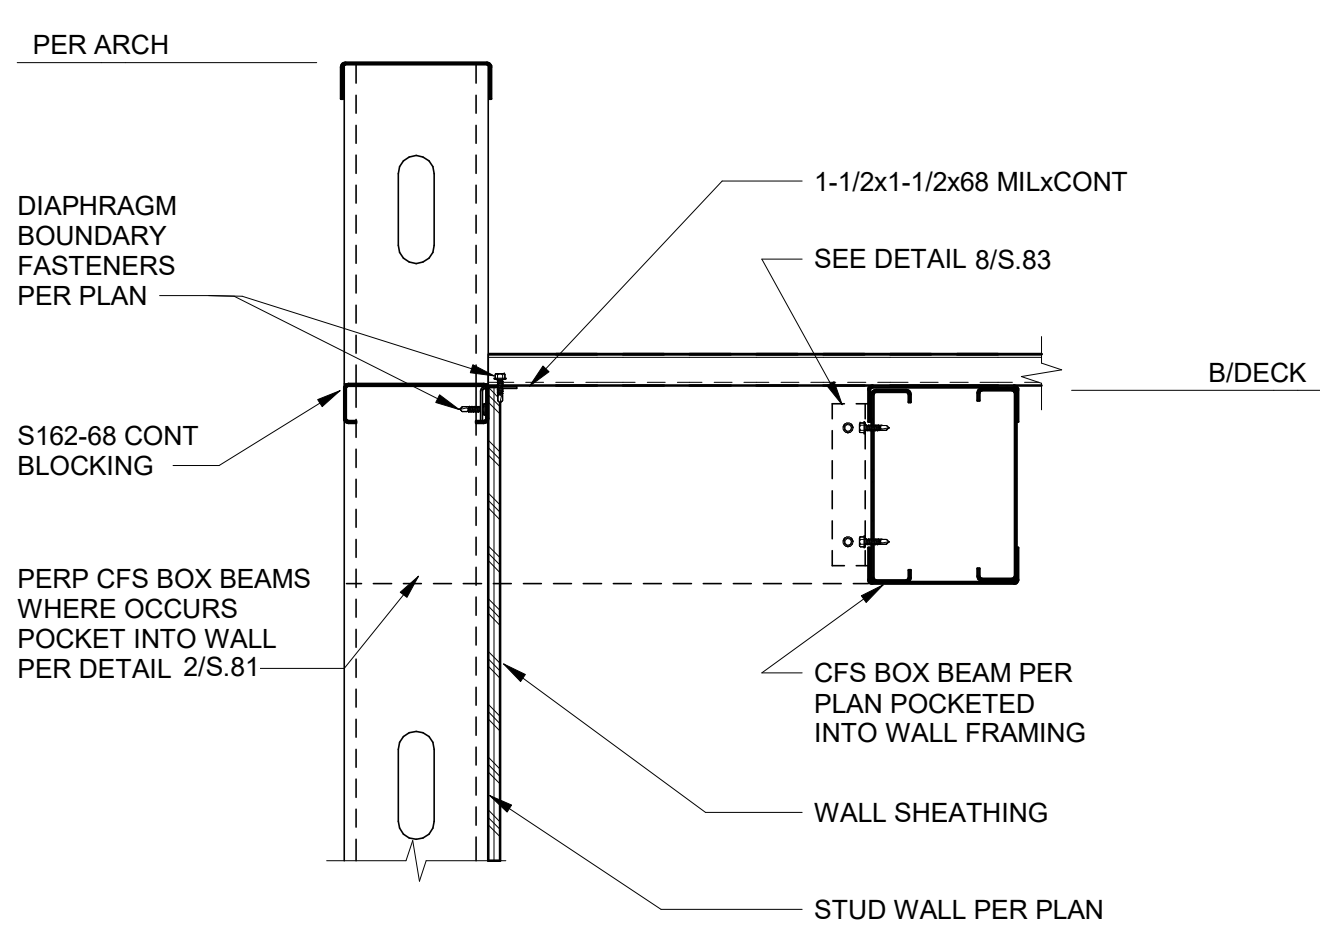 PER ARCH
DIAPHRAGM
BOUNDARY
FASTENERS
PER PLAN
S162-68 CONT
BLOCKING
PERP CFS BOX BEAMS
WHERE OCCURS
POCKET INTO WALL
PER DETAIL 2/S.81
1-1/2x1-1/2x68 MILxCONT
SEE DETAIL 8/S.83
B/DECK
CFS BOX BEAM PER
PLAN POCKETED
INTO WALL FRAMING
WALL SHEATHING
STUD WALL PER PLAN